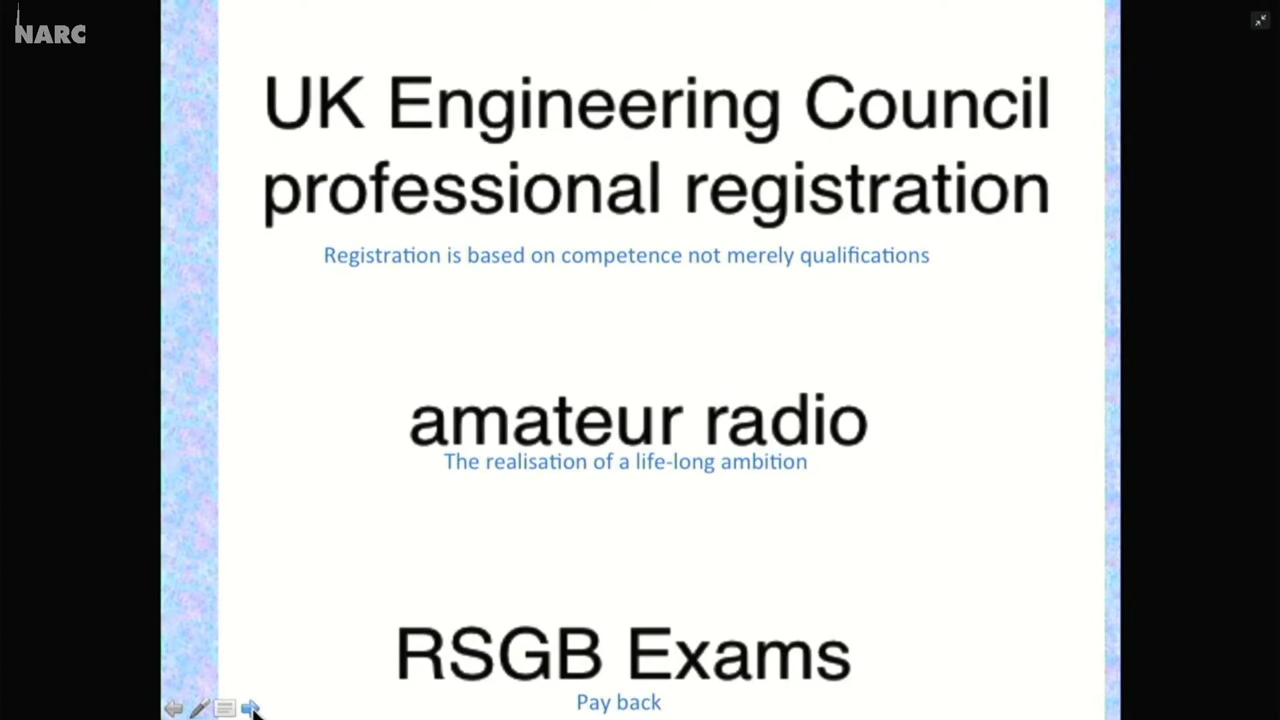 NARC
UK Engineering Council
professional registration
Registration is based on competence not merely qualifications
amateur radio
The realisation of a life-long ambition
RSGB Exams
Pay back